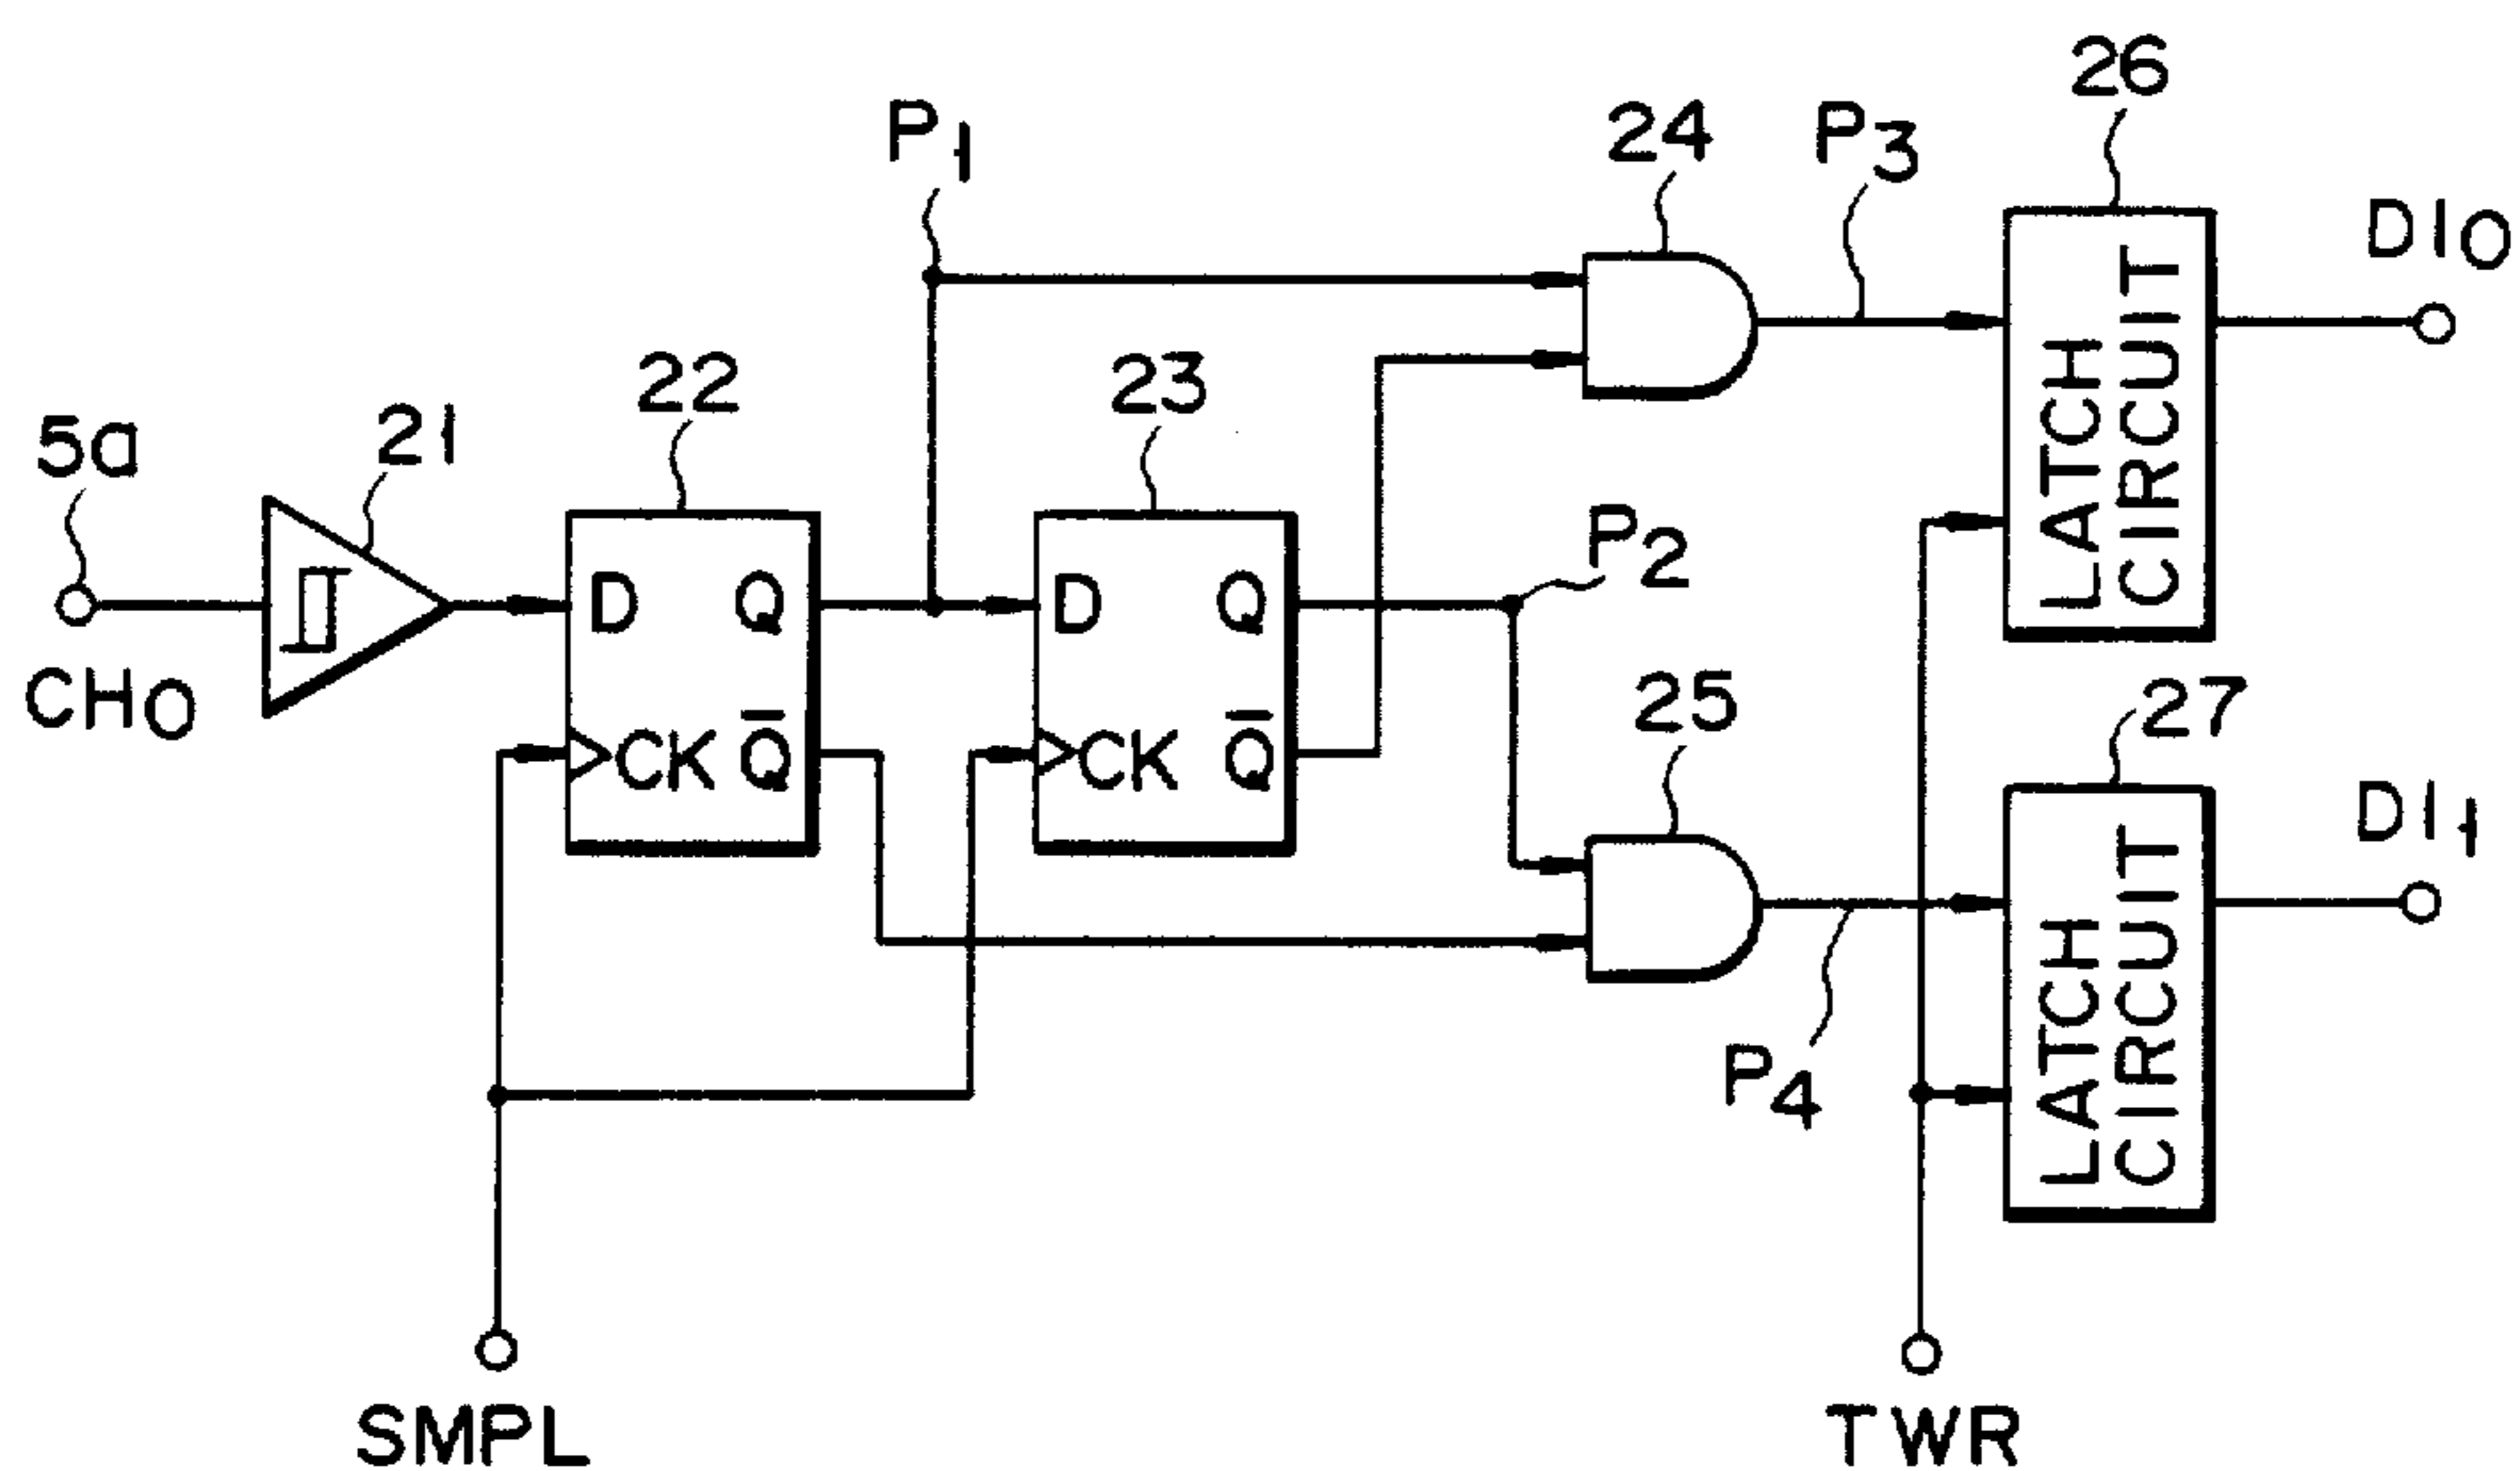 26
P1
24
P3
DI0
22
23
21
5a
P2
D Q
D Q
LATCH
CIRCUIT
CH0
25
27
CK Q̅
CK Q̅
DI1
P4
LATCH
CIRCUIT
SMPL
TWR